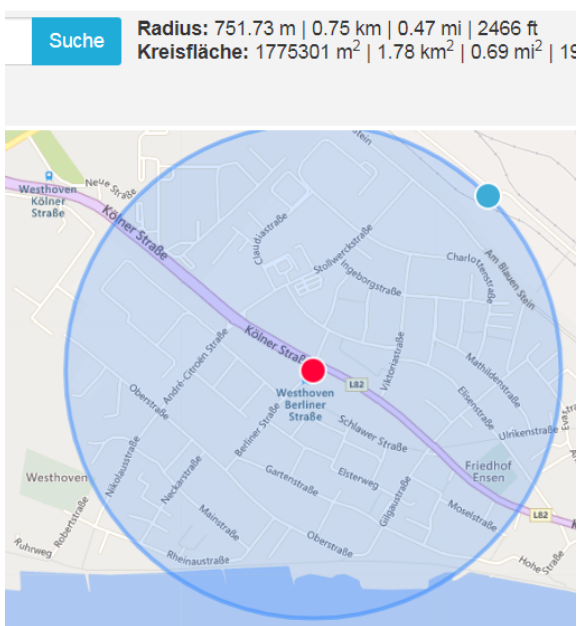 Suche
Radius: 751.73 m | 0.75 km | 0.47 mi | 2466 ft
Kreisfläche: 1775301 m² | 1.78 km² | 0.69 mi² | 19
Westhoven
Kölner
Straße
Neue Straße
Kölner Straße
Claudiastraße
Stollwerckstraße
Ingeborgstraße
Charlottenstraße
Am Blauen Stein
Kölner Straße
L82
Viktoriastraße
Mathildenstraße
Elisenstraße
Ulrikenstraße
André-Citroën Straße
Oberstraße
Westhoven
Berliner
Straße
Berliner Straße
Schlawer Straße
Friedhof
Ensen
Westhoven
Nikolausstraße
Neckarstraße
Gartenstraße
Elsterweg
Gilgaustraße
Moselstraße
L82
Robertstraße
Mainstraße
Oberstraße
Ruhrweg
Rheinaustraße
Hohe Straße